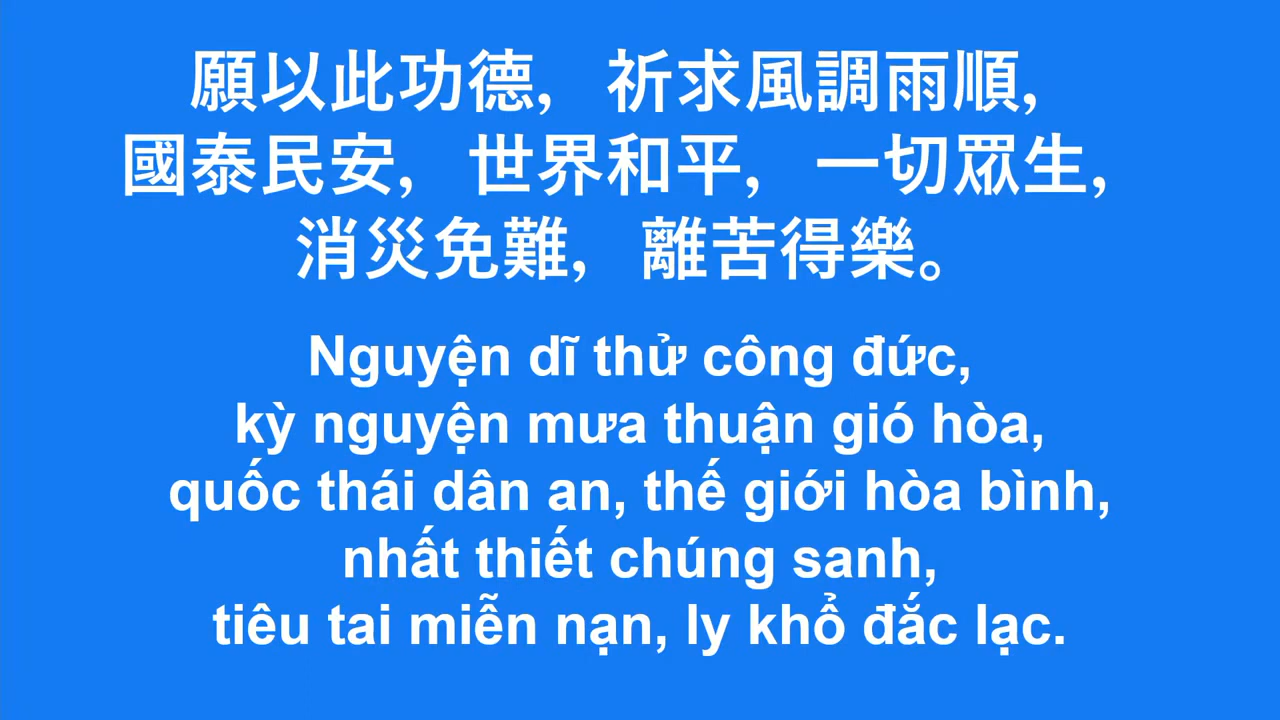 願以此功德, 祈求風調雨順,
國泰民安, 世界和平, 一切眾生,
消災免難, 離苦得樂。
Nguyện dĩ thử công đức,
kỳ nguyện mưa thuận gió hòa,
quốc thái dân an, thế giới hòa bình,
nhất thiết chúng sanh,
tiêu tai miễn nạn, ly khổ đắc lạc.